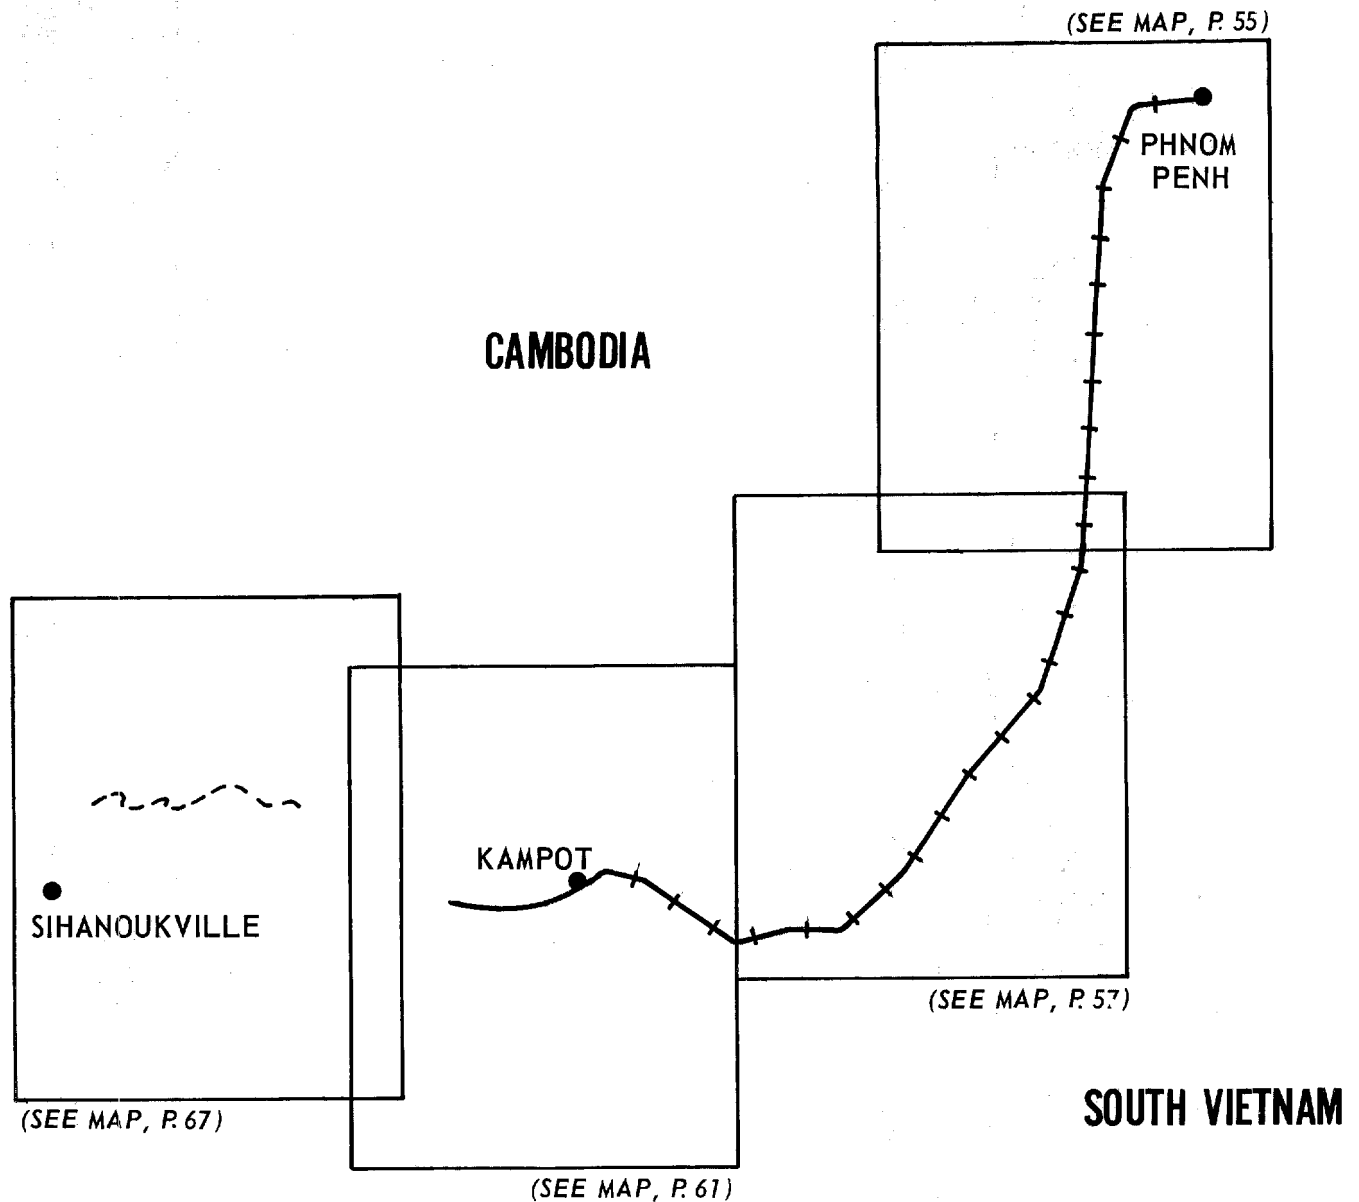 (SEE MAP, P. 55)
PHNOM
PENH
CAMBODIA
KAMPOT
SIHANOUKVILLE
(SEE MAP, P. 57)
(SEE MAP, P. 67)
SOUTH VIETNAM
(SEE MAP, P. 61)